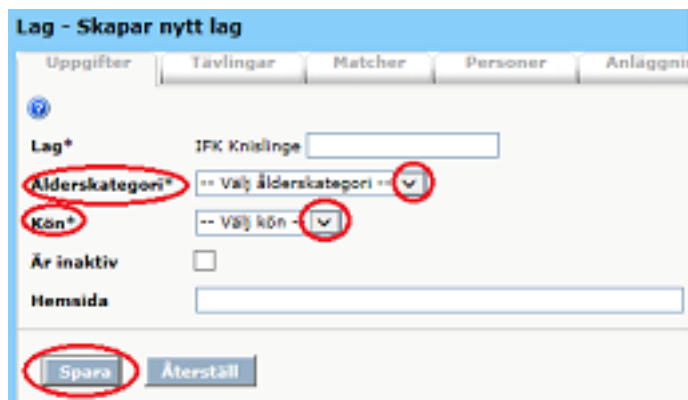 Lag - Skapar nytt lag
Uppgifter Tävlingar Matcher Personer Anläggni
Lag* IFK Knislinge
Ålderskategori* -- Välj ålderskategori --
Kön* -- Välj kön -
Är inaktiv
Hemsida
Spara Återställ